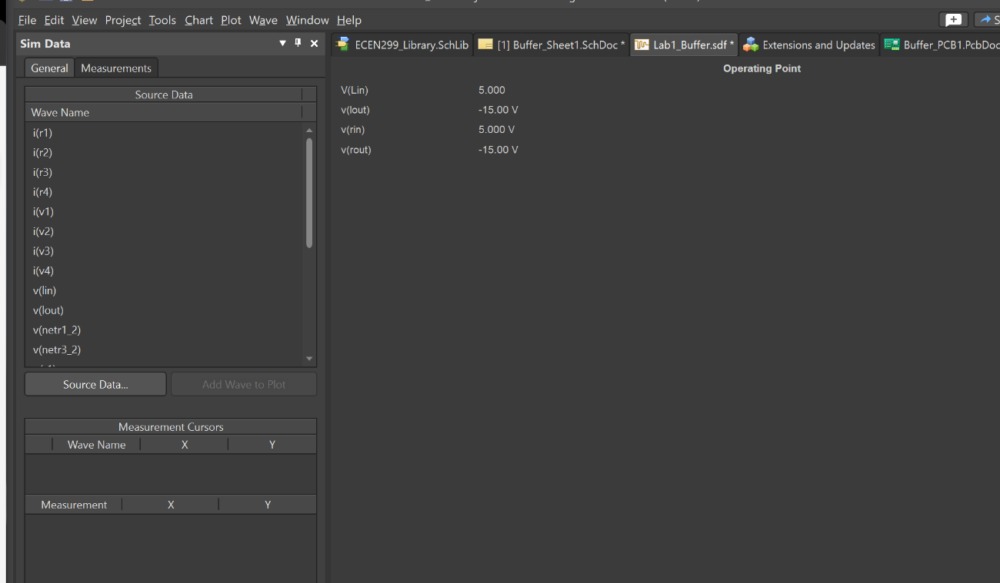 File Edit View Project Tools Chart Plot Wave Window Help
Sim Data
ECEN299_Library.SchLib [1] Buffer_Sheet1.SchDoc * Lab1_Buffer.sdf * Extensions and Updates Buffer_PCB1.PcbDoc
General Measurements
Operating Point
Source Data
Wave Name
V(Lin) 5.000
v(lout) -15.00 V
v(rin) 5.000 V
v(rout) -15.00 V
i(r1)
i(r2)
i(r3)
i(r4)
i(v1)
i(v2)
i(v3)
i(v4)
v(lin)
v(lout)
v(netr1_2)
v(netr3_2)
Source Data... Add Wave to Plot
Measurement Cursors
Wave Name X Y
Measurement X Y